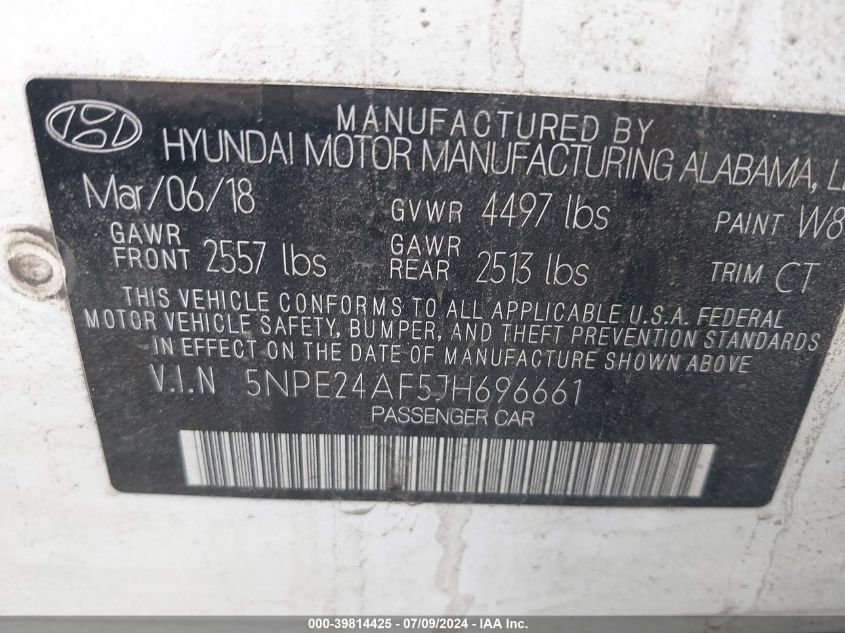 MANUFACTURED BY
HYUNDAI MOTOR MANUFACTURING ALABAMA,
Mar/06/18 GVWR 4497 lbs PAINT W8
GAWR FRONT 2557 lbs GAWR REAR 2513 lbs TRIM CT
THIS VEHICLE CONFORMS TO ALL APPLICABLE U.S.A. FEDERAL
MOTOR VEHICLE SAFETY, BUMPER, AND THEFT PREVENTION STANDARDS
IN EFFECT ON THE DATE OF MANUFACTURE SHOWN ABOVE
V.I.N 5NPE24AF5JH696661
PASSENGER CAR
000-39814425 - 07/09/2024 - IAA Inc.